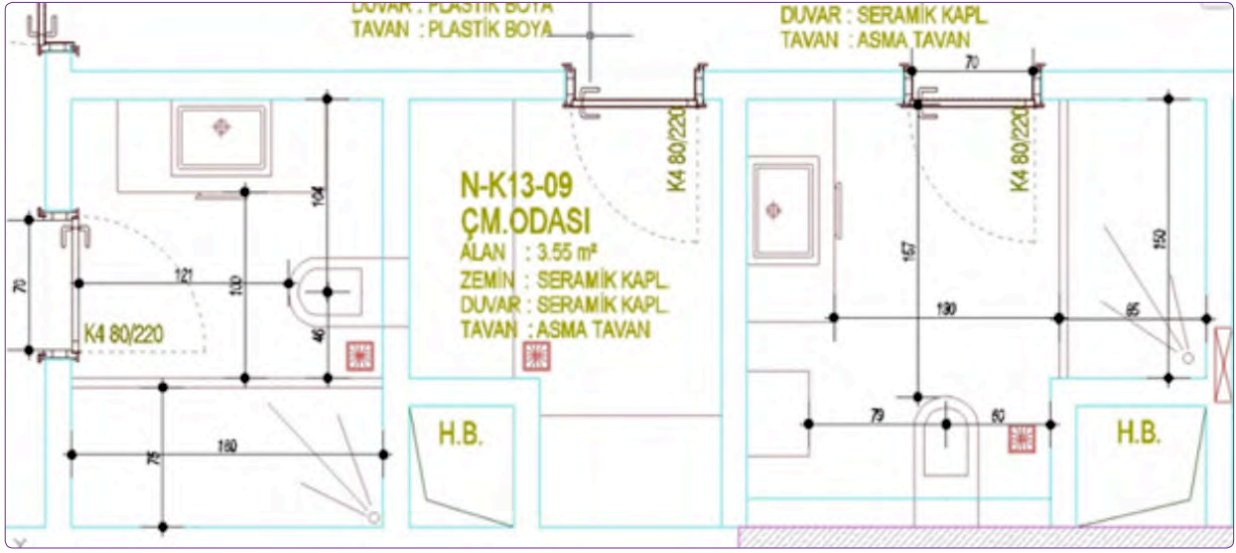 DUVAR : PLASTİK BOYA
TAVAN : PLASTİK BOYA
DUVAR : SERAMİK KAPL.
TAVAN : ASMA TAVAN
70
K4 80/220
K4 80/220
104
N-K13-09
ÇM.ODASI
ALAN : 3.55 m²
ZEMİN : SERAMİK KAPL.
DUVAR : SERAMİK KAPL.
TAVAN : ASMA TAVAN
167
150
70
121
100
46
K4 80/220
190
85
79
60
H.B.
H.B.
75
180